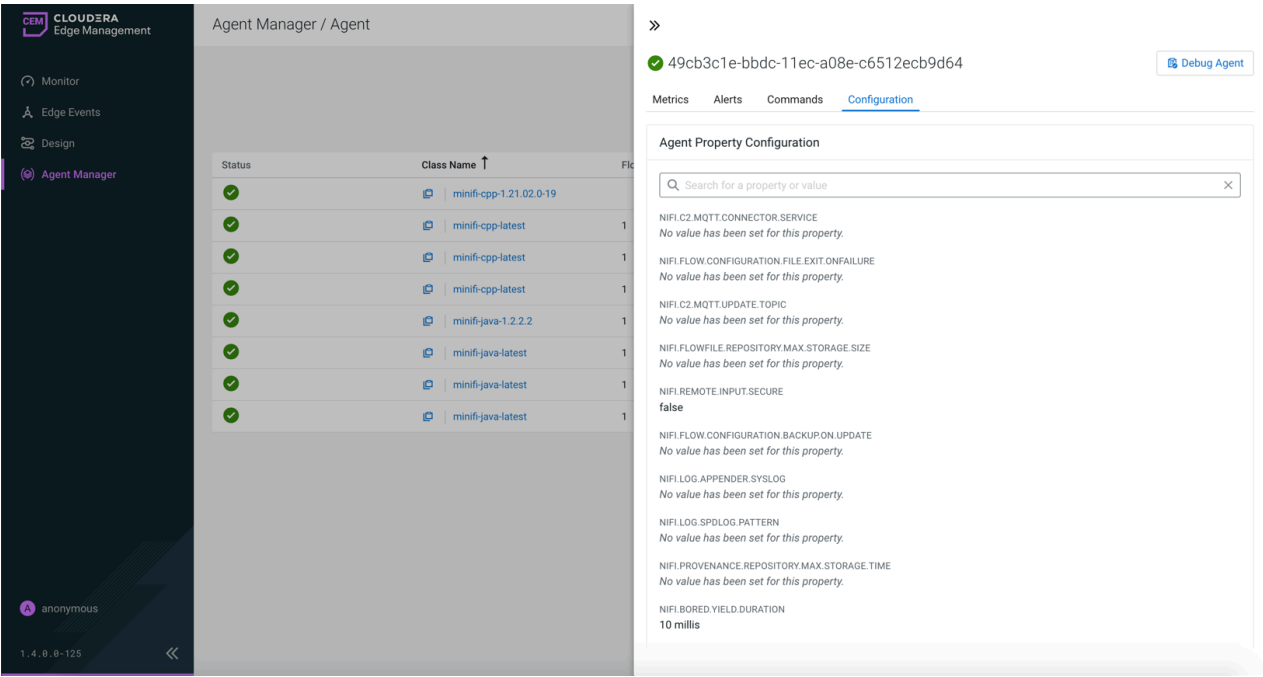 CEM CLOUDERA
Edge Management
Monitor
Edge Events
Design
Agent Manager
A anonymous
1.4.0.0-125
Agent Manager / Agent
Status Class Name Flo
minifi-cpp-1.21.02.0-19
minifi-cpp-latest 1
minifi-cpp-latest 1
minifi-cpp-latest 1
minifi-java-1.2.2.2 1
minifi-java-latest 1
minifi-java-latest 1
minifi-java-latest 1
49cb3c1e-bbdc-11ec-a08e-c6512ecb9d64 Debug Agent
Metrics Alerts Commands Configuration
Agent Property Configuration
Search for a property or value
NIFI.C2.MQTT.CONNECTOR.SERVICE
No value has been set for this property.
NIFI.FLOW.CONFIGURATION.FILE.EXIT.ONFAILURE
No value has been set for this property.
NIFI.C2.MQTT.UPDATE.TOPIC
No value has been set for this property.
NIFI.FLOWFILE.REPOSITORY.MAX.STORAGE.SIZE
No value has been set for this property.
NIFI.REMOTE.INPUT.SECURE
false
NIFI.FLOW.CONFIGURATION.BACKUP.ON.UPDATE
No value has been set for this property.
NIFI.LOG.APPENDER.SYSLOG
No value has been set for this property.
NIFI.LOG.SPDLOG.PATTERN
No value has been set for this property.
NIFI.PROVENANCE.REPOSITORY.MAX.STORAGE.TIME
No value has been set for this property.
NIFI.BORED.YIELD.DURATION
10 millis